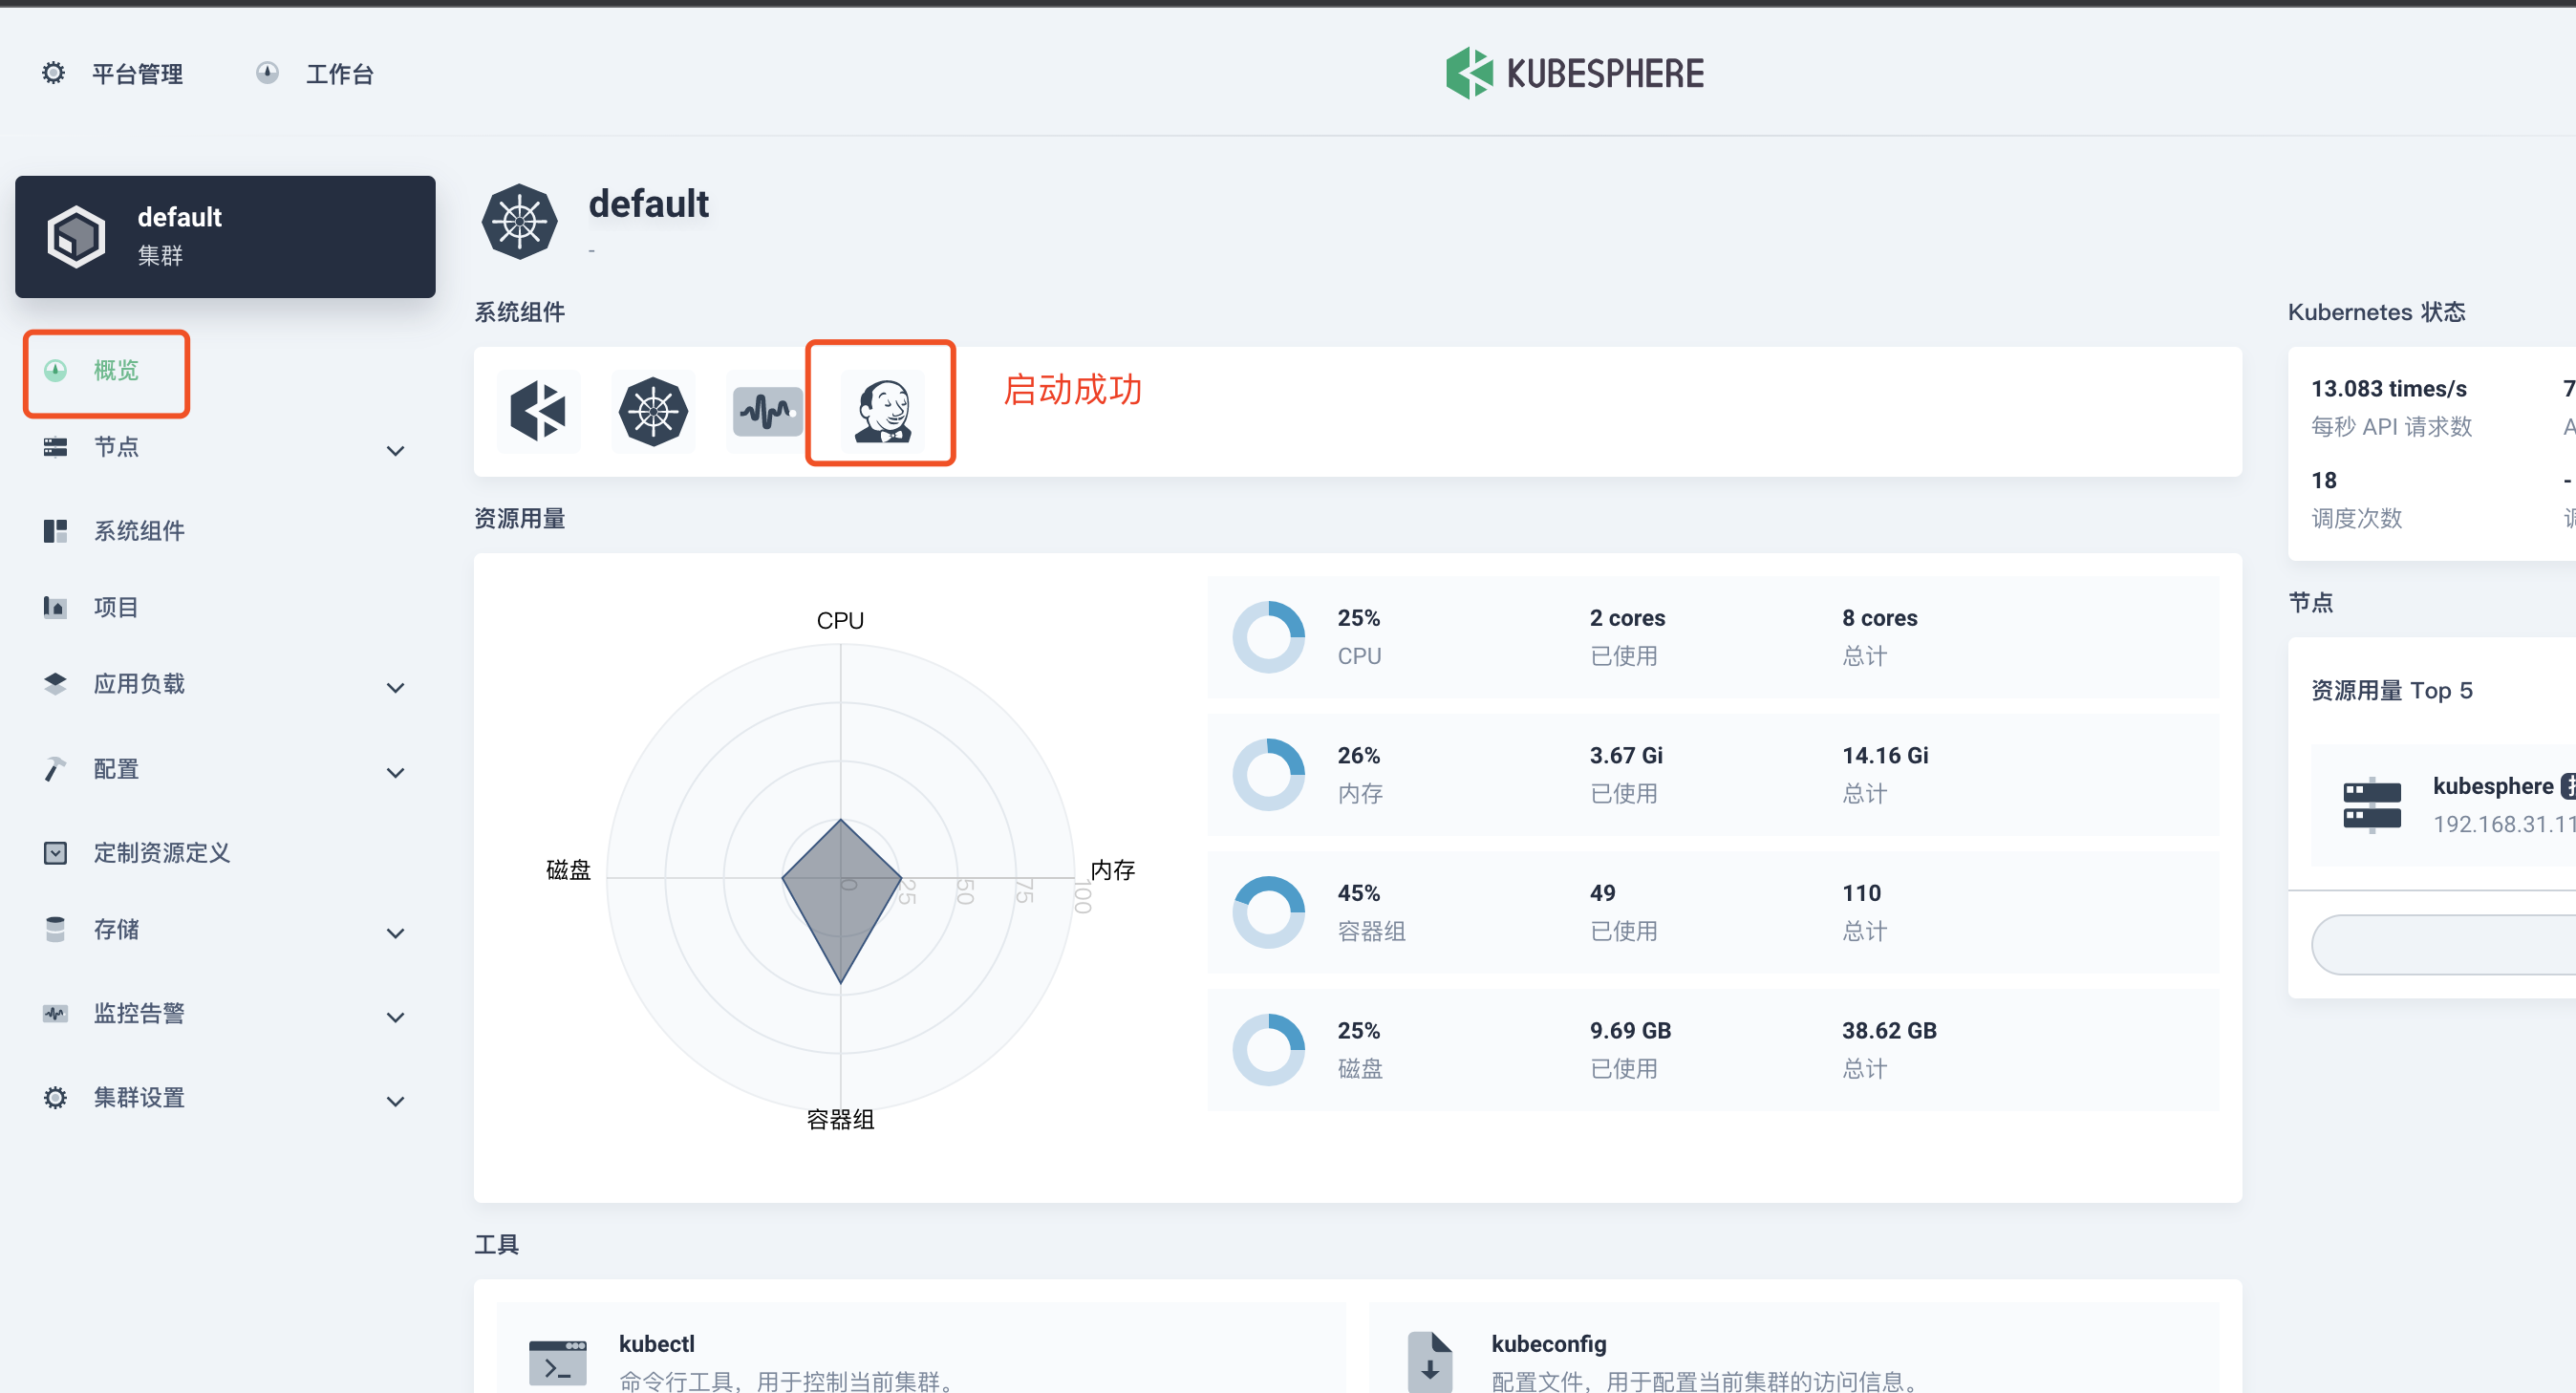 平台管理
工作台
KUBESPHERE
default
集群
概览
节点
系统组件
项目
应用负载
配置
定制资源定义
存储
监控告警
集群设置
default
-
系统组件
启动成功
资源用量
CPU
内存
容器组
磁盘
0 25 50 75 100
25% 2 cores 8 cores
CPU 已使用 总计
26% 3.67 Gi 14.16 Gi
内存 已使用 总计
45% 49 110
容器组 已使用 总计
25% 9.69 GB 38.62 GB
磁盘 已使用 总计
工具
kubectl
命令行工具，用于控制当前集群。
kubeconfig
配置文件，用于配置当前集群的访问信息。
Kubernetes 状态
13.083 times/s
每秒 API 请求数
18 -
调度次数
节点
资源用量 Top 5
kubesphere
192.168.31.11